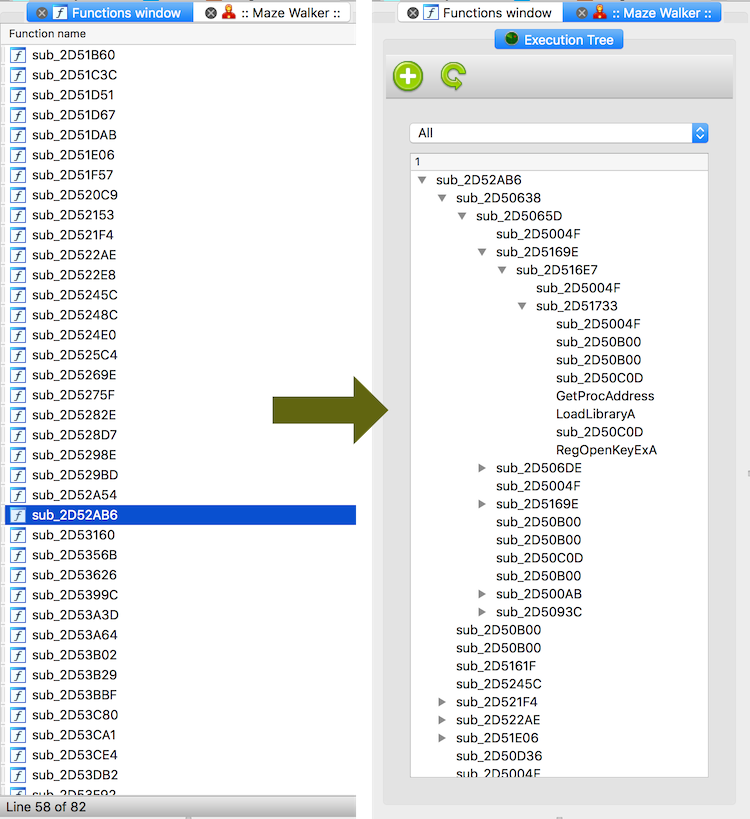 Functions window
:: Maze Walker ::
Function name
sub_2D51B60
sub_2D51C3C
sub_2D51D51
sub_2D51D67
sub_2D51DAB
sub_2D51E06
sub_2D51F57
sub_2D520C9
sub_2D52153
sub_2D521F4
sub_2D522AE
sub_2D522E8
sub_2D5245C
sub_2D5248C
sub_2D524E0
sub_2D525C4
sub_2D5269E
sub_2D5275F
sub_2D5282E
sub_2D528D7
sub_2D5298E
sub_2D529BD
sub_2D52A54
sub_2D52AB6
sub_2D53160
sub_2D5356B
sub_2D53626
sub_2D5399C
sub_2D53A3D
sub_2D53A64
sub_2D53B02
sub_2D53B29
sub_2D53BBF
sub_2D53C80
sub_2D53CA1
sub_2D53CE4
sub_2D53DB2
sub_2D53F92
Line 58 of 82
Functions window
:: Maze Walker ::
Execution Tree
All
1
sub_2D52AB6
sub_2D50638
sub_2D5065D
sub_2D5004F
sub_2D5169E
sub_2D516E7
sub_2D5004F
sub_2D51733
sub_2D5004F
sub_2D50B00
sub_2D50B00
sub_2D50C0D
GetProcAddress
LoadLibraryA
sub_2D50C0D
RegOpenKeyExA
sub_2D506DE
sub_2D5004F
sub_2D5169E
sub_2D50B00
sub_2D50B00
sub_2D50C0D
sub_2D50B00
sub_2D500AB
sub_2D5093C
sub_2D50B00
sub_2D50B00
sub_2D5161F
sub_2D5245C
sub_2D521F4
sub_2D522AE
sub_2D51E06
sub_2D50D36
sub_2D5004F